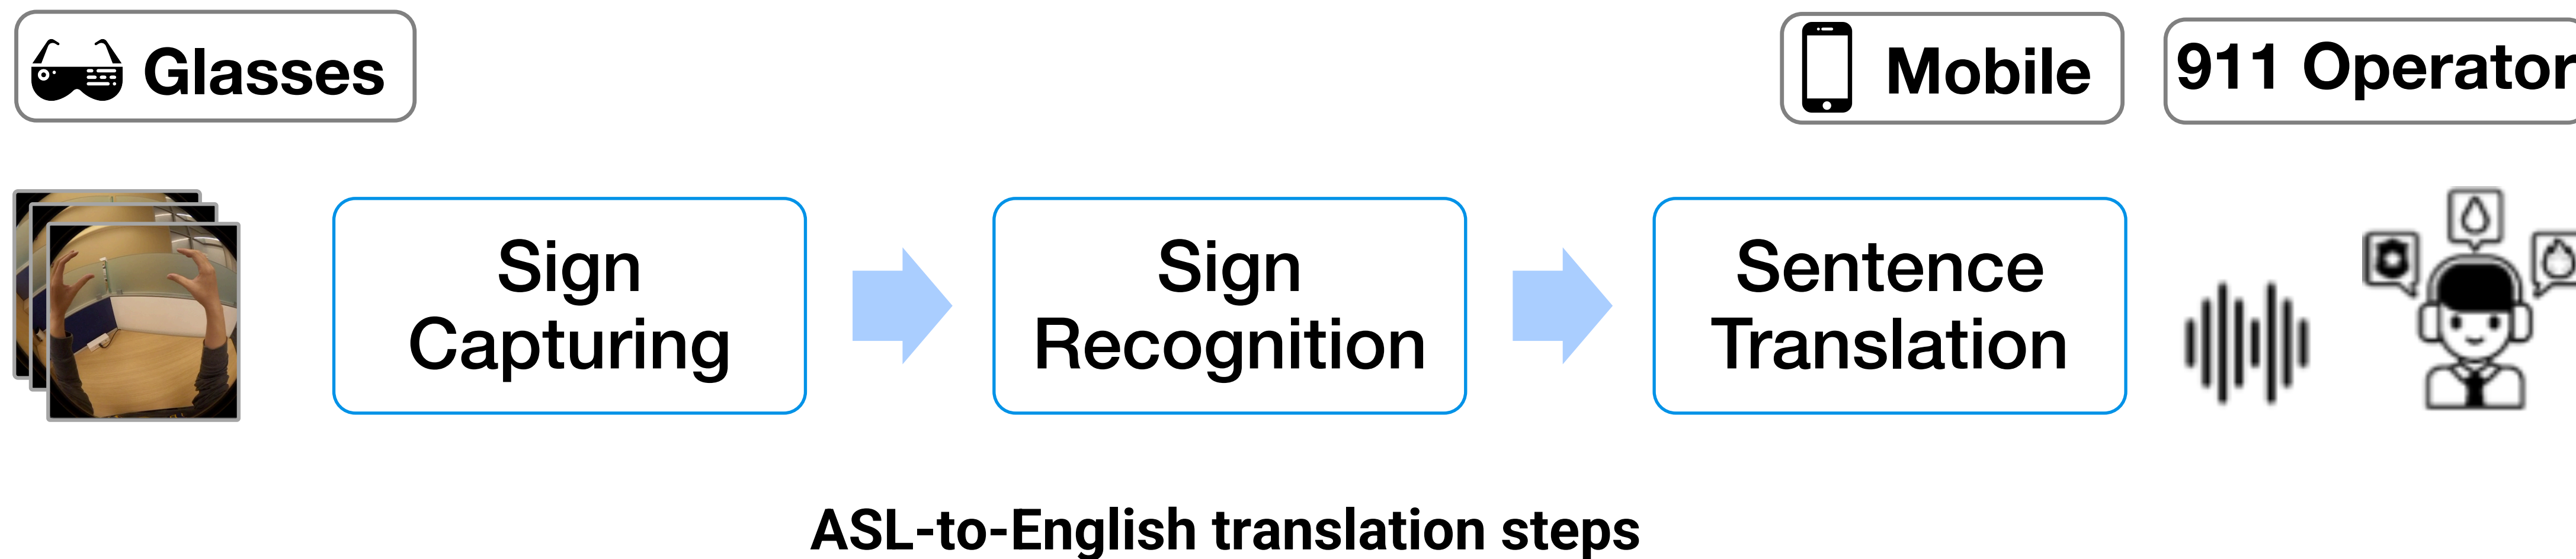 Glasses
Mobile
911 Operator
Sign
Capturing
Sign
Recognition
Sentence
Translation
ASL-to-English translation steps